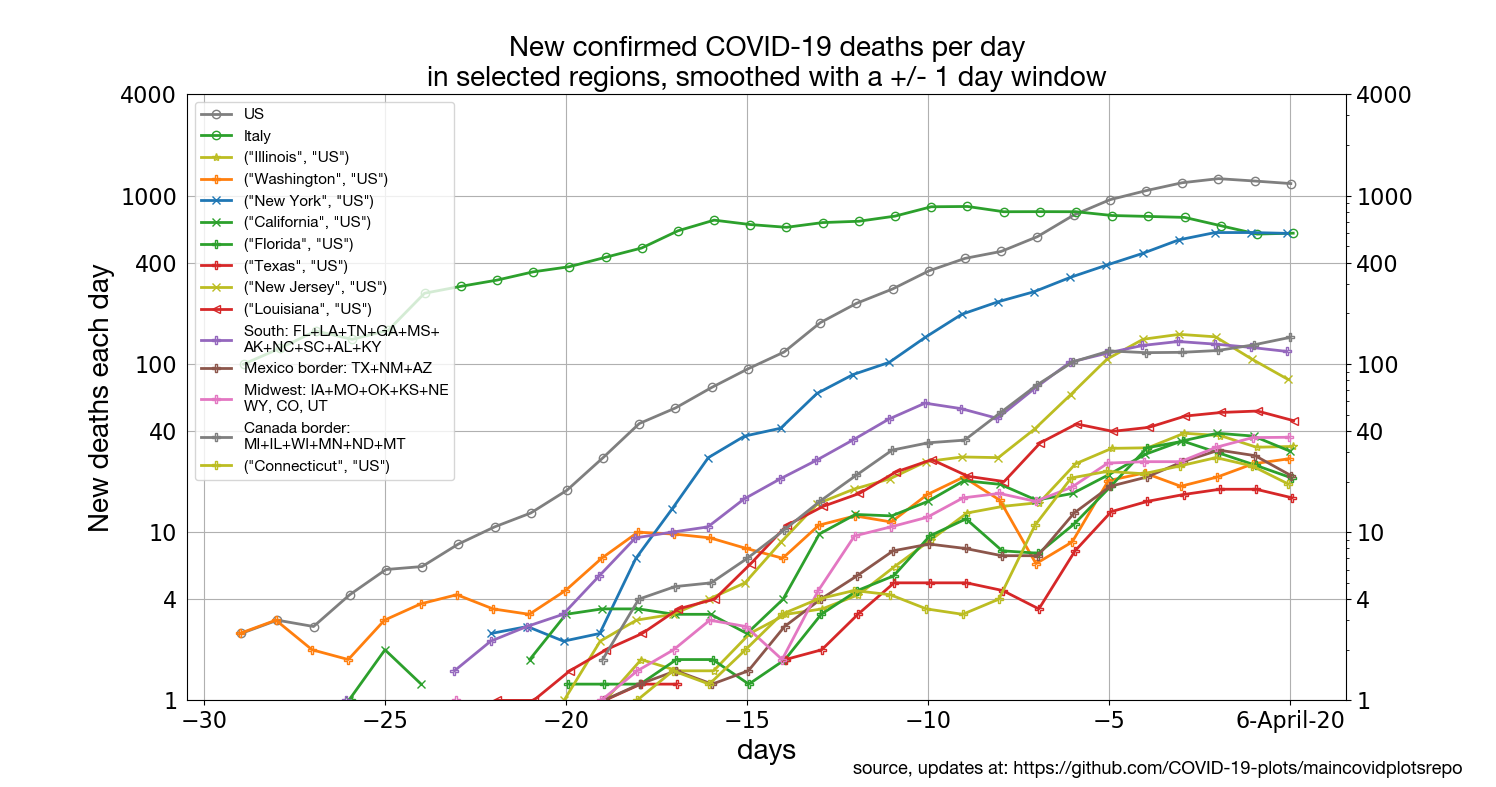 New confirmed COVID-19 deaths per day
in selected regions, smoothed with a +/- 1 day window
4000
1000
400
100
40
10
4
1
New deaths each day
US
Italy
("Illinois", "US")
("Washington", "US")
("New York", "US")
("California", "US")
("Florida", "US")
("Texas", "US")
("New Jersey", "US")
("Louisiana", "US")
South: FL+LA+TN+GA+MS+
AK+NC+SC+AL+KY
Mexico border: TX+NM+AZ
Midwest: IA+MO+OK+KS+NE
WY, CO, UT
Canada border:
MI+IL+WI+MN+ND+MT
("Connecticut", "US")
4000
1000
400
100
40
10
4
1
−30
−25
−20
−15
−10
−5
6-April-20
days
source, updates at: https://github.com/COVID-19-plots/maincovidplotsrepo